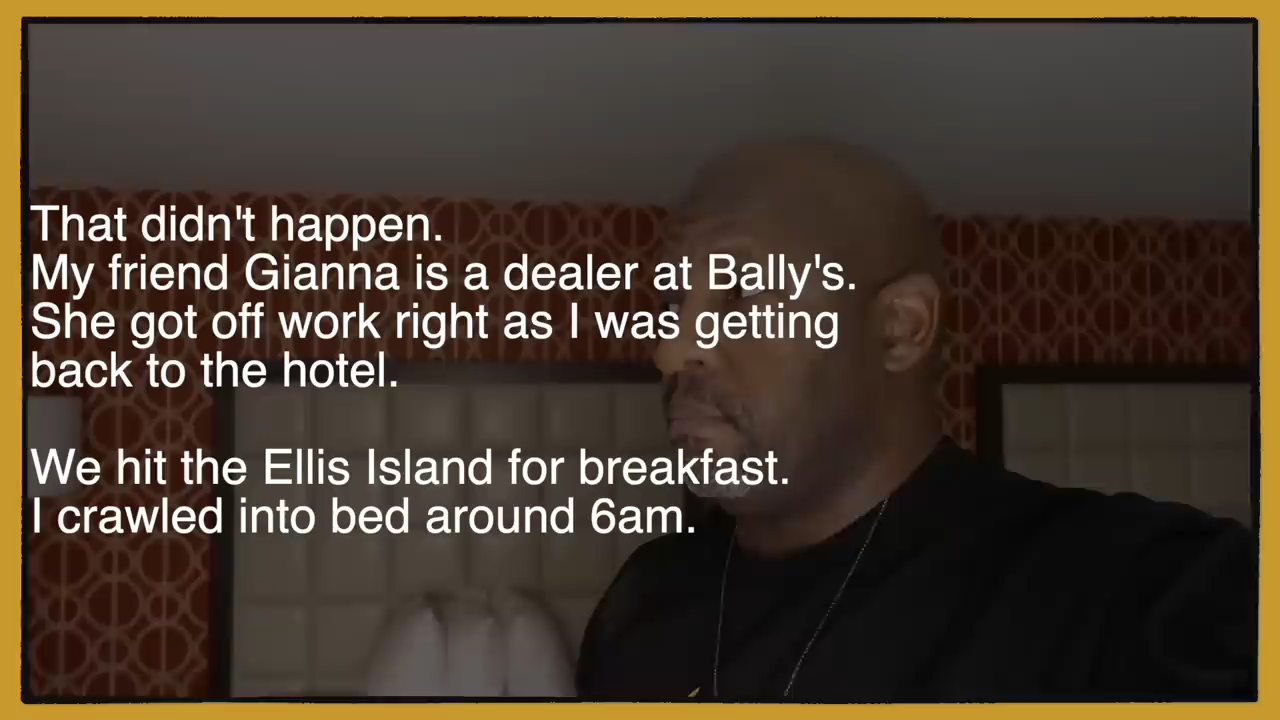 That didn't happen.
My friend Gianna is a dealer at Bally's.
She got off work right as I was getting
back to the hotel.
We hit the Ellis Island for breakfast.
I crawled into bed around 6am.